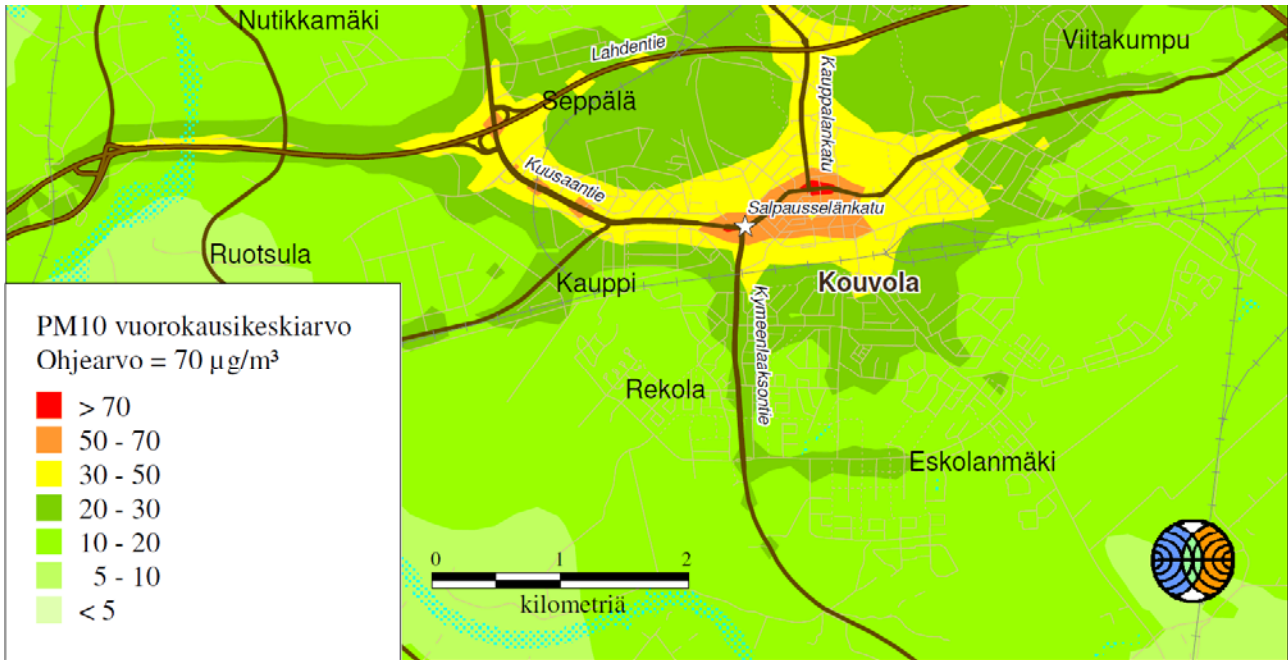 Nutikkamäki
Lahdentie
Viitakumpu
Kauppalankatu
Seppälä
Kuusaantie
Salpausselänkatu
Ruotsula
Kauppi
Kouvola
Kymeenlaaksontie
Rekola
Eskolanmäki
PM10 vuorokausikeskiarvo
Ohjearvo = 70 µg/m³
> 70
50 - 70
30 - 50
20 - 30
10 - 20
5 - 10
< 5
0 1 2
kilometriä